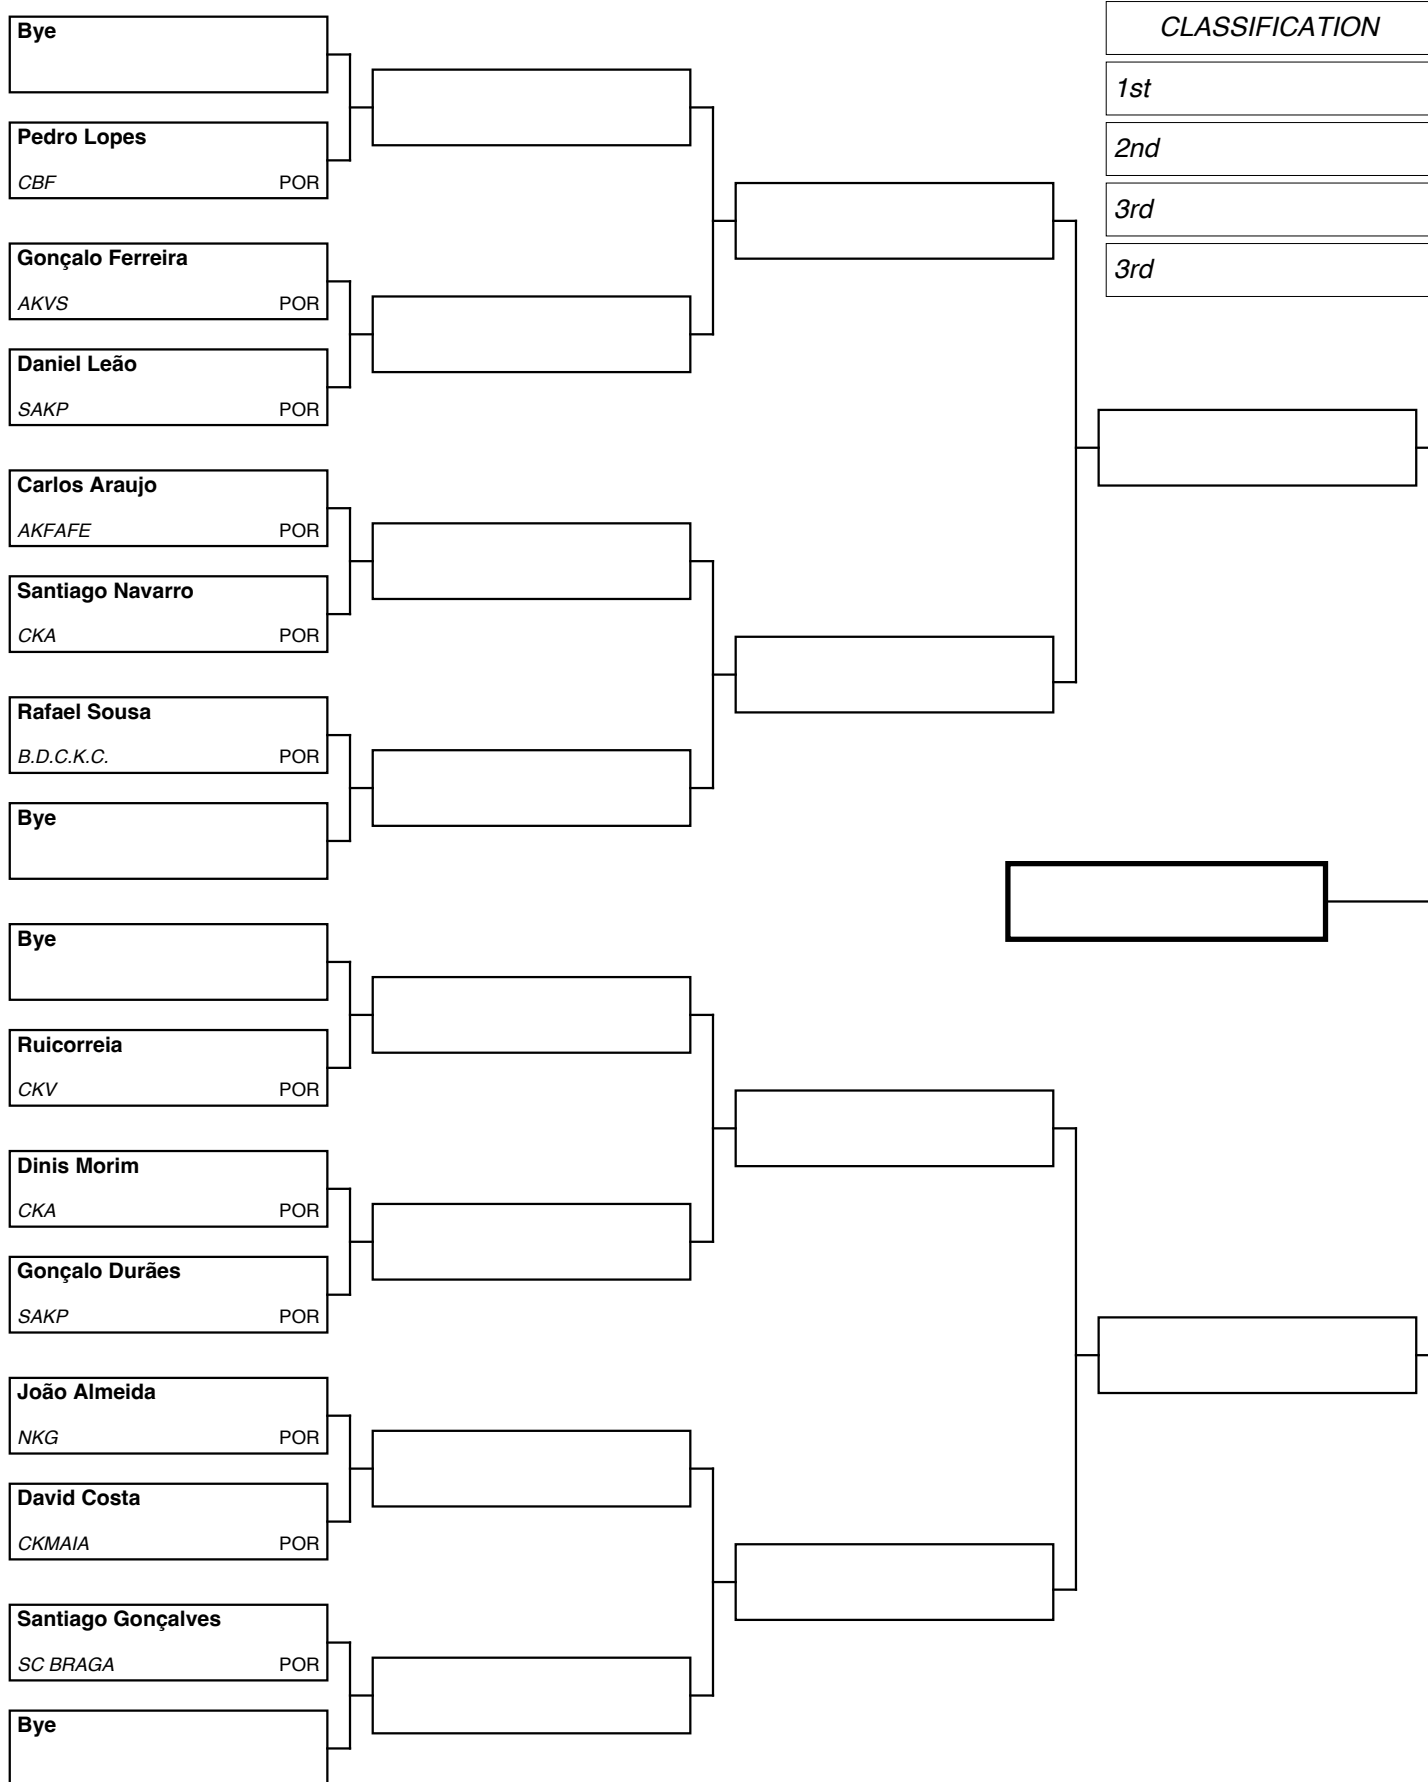 Bye
Pedro Lopes
CBF POR
Gonçalo Ferreira
AKVS POR
Daniel Leão
SAKP POR
Carlos Araujo
AKFAFE POR
Santiago Navarro
CKA POR
Rafael Sousa
B.D.C.K.C. POR
Bye
Bye
Ruicorreia
CKV POR
Dinis Morim
CKA POR
Gonçalo Durães
SAKP POR
João Almeida
NKG POR
David Costa
CKMAIA POR
Santiago Gonçalves
SC BRAGA POR
Bye
CLASSIFICATION
1st
2nd
3rd
3rd